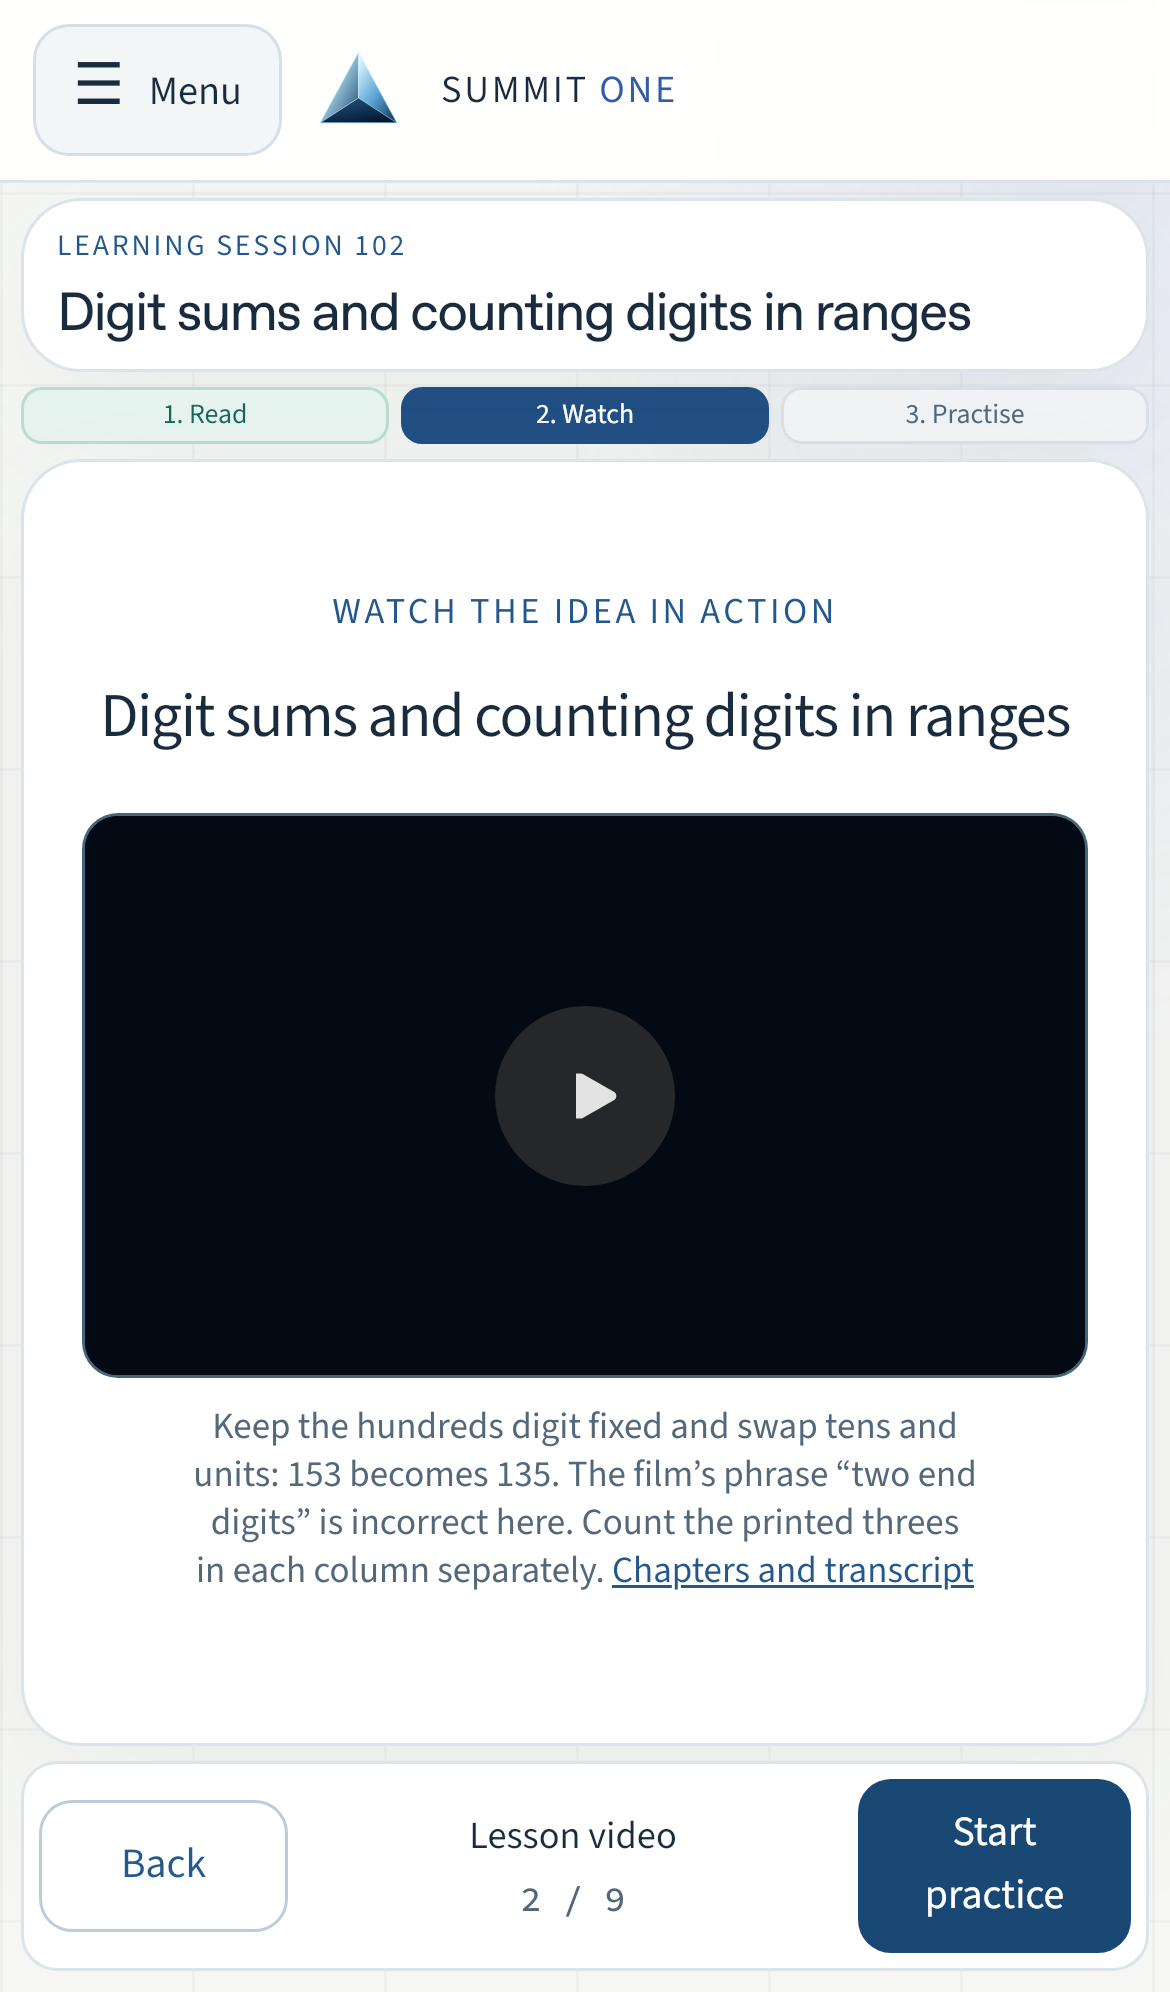 ☰ Menu
SUMMIT ONE
LEARNING SESSION 102
Digit sums and counting digits in ranges
1. Read
2. Watch
3. Practise
WATCH THE IDEA IN ACTION
Digit sums and counting digits in ranges
Keep the hundreds digit fixed and swap tens and
units: 153 becomes 135. The film’s phrase “two end
digits” is incorrect here. Count the printed threes
in each column separately. Chapters and transcript
Back
Lesson video
2 / 9
Start
practice